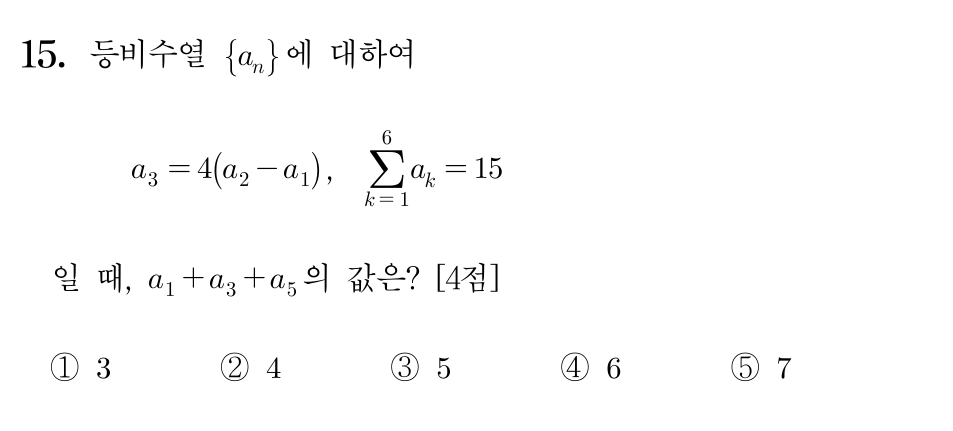 15. 등비수열 {aₙ}에 대하여
a₃ = 4(a₂ − a₁), ∑_{k=1}^{6} aₖ = 15
일 때, a₁ + a₃ + a₅의 값은? [4점]
① 3 ② 4 ③ 5 ④ 6 ⑤ 7